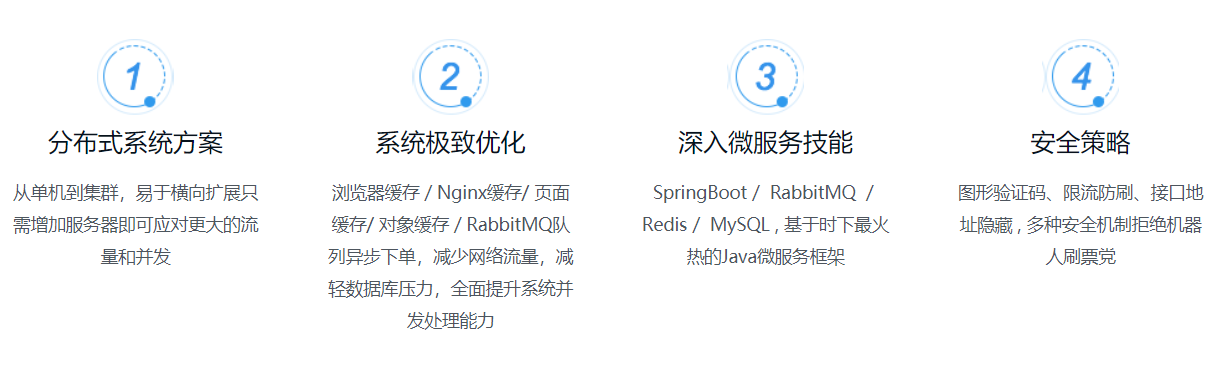 1
分布式系统方案
从单机到集群，易于横向扩展只
需增加服务器即可应对更大的流
量和并发
2
系统极致优化
浏览器缓存 / Nginx缓存/ 页面
缓存/ 对象缓存 / RabbitMQ队
列异步下单，减少网络流量，减
轻数据库压力，全面提升系统并
发处理能力
3
深入微服务技能
SpringBoot / RabbitMQ /
Redis / MySQL , 基于时下最火
热的Java微服务框架
4
安全策略
图形验证码、限流防刷、接口地
址隐藏 , 多种安全机制拒绝机器
人刷票党